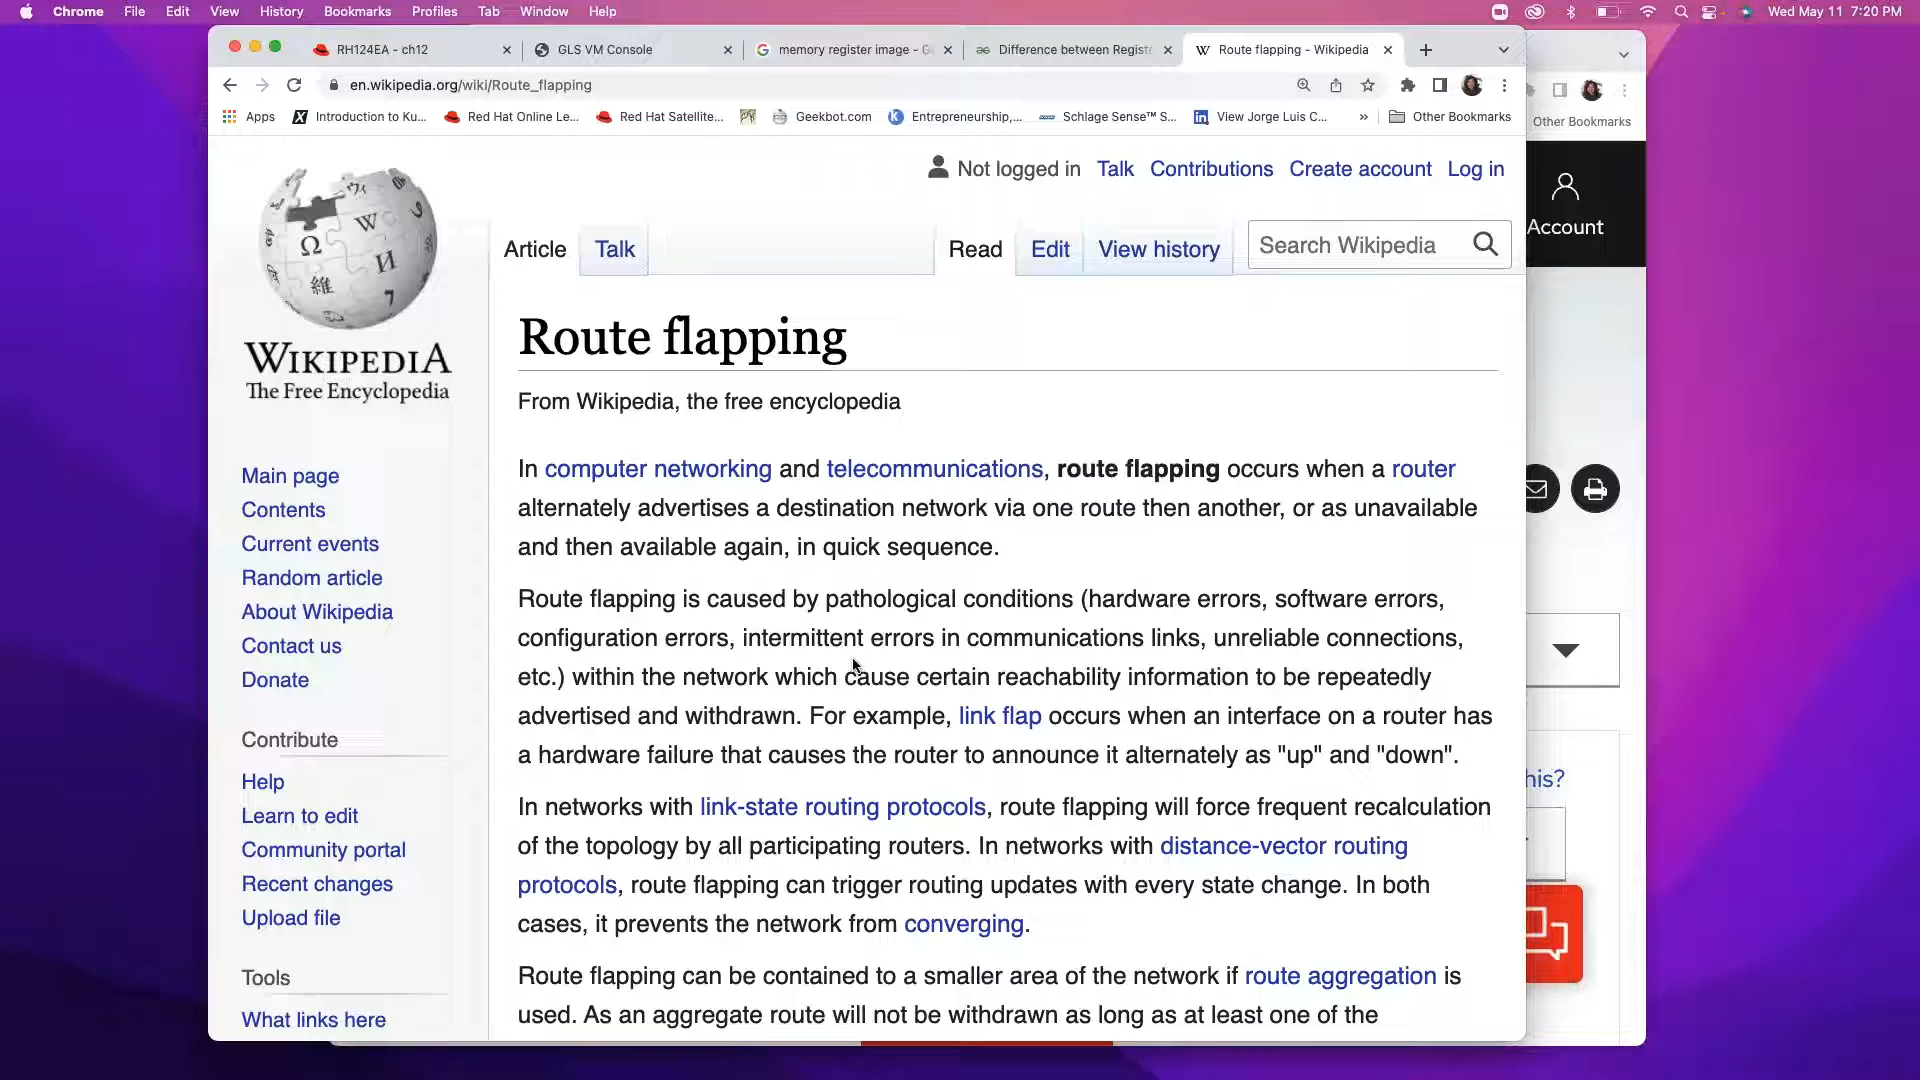 Chrome File Edit View History Bookmarks Profiles Tab Window Help Wed May 11 7:20 PM
RH124EA - ch12 GLS VM Console memory register image - G Difference between Registe Route flapping - Wikipedia
en.wikipedia.org/wiki/Route_flapping
Apps Introduction to Ku... Red Hat Online Le... Red Hat Satellite... Geekbot.com Entrepreneurship,... Schlage Sense™ S... View Jorge Luis C... » Other Bookmarks
Other Bookmarks
Not logged in Talk Contributions Create account Log in
Account
Article Talk Read Edit View history Search Wikipedia
WIKIPEDIA
The Free Encyclopedia
Main page
Contents
Current events
Random article
About Wikipedia
Contact us
Donate
Contribute
Help
Learn to edit
Community portal
Recent changes
Upload file
Tools
What links here
Route flapping
From Wikipedia, the free encyclopedia
In computer networking and telecommunications, route flapping occurs when a router
alternately advertises a destination network via one route then another, or as unavailable
and then available again, in quick sequence.
Route flapping is caused by pathological conditions (hardware errors, software errors,
configuration errors, intermittent errors in communications links, unreliable connections,
etc.) within the network which cause certain reachability information to be repeatedly
advertised and withdrawn. For example, link flap occurs when an interface on a router has
a hardware failure that causes the router to announce it alternately as "up" and "down".
In networks with link-state routing protocols, route flapping will force frequent recalculation
of the topology by all participating routers. In networks with distance-vector routing
protocols, route flapping can trigger routing updates with every state change. In both
cases, it prevents the network from converging.
Route flapping can be contained to a smaller area of the network if route aggregation is
used. As an aggregate route will not be withdrawn as long as at least one of the
his?